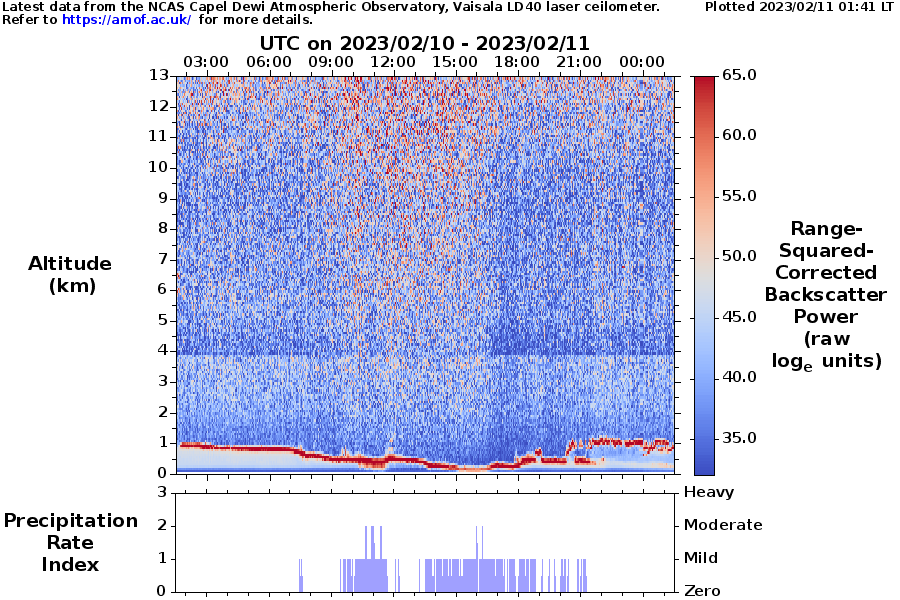 Latest data from the NCAS Capel Dewi Atmospheric Observatory, Vaisala LD40 laser ceilometer.
Plotted 2023/02/11 01:41 LT
Refer to https://amof.ac.uk/ for more details.
UTC on 2023/02/10 - 2023/02/11
03:00 06:00 09:00 12:00 15:00 18:00 21:00 00:00
13
12
11
10
9
8
7
6
5
4
3
2
1
0
Altitude
(km)
65.0
60.0
55.0
50.0
45.0
40.0
35.0
Range-
Squared-
Corrected
Backscatter
Power
(raw
logₑ units)
Precipitation
Rate
Index
3
2
1
0
Heavy
Moderate
Mild
Zero